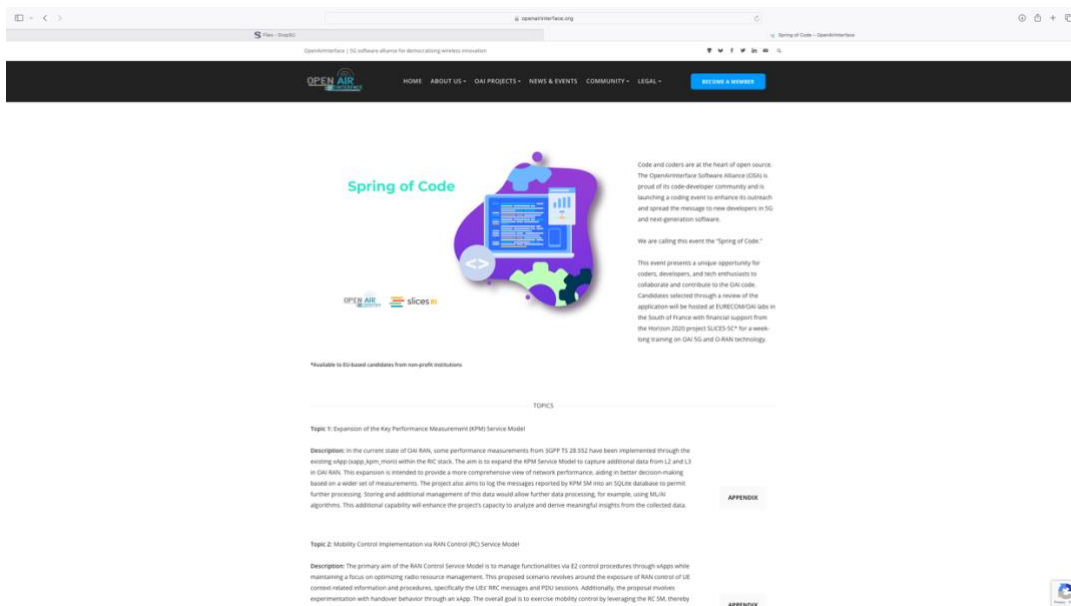 openairinterface.org
Spring of Code – OpenAirInterface
OpenAirInterface | 5G software alliance for democratising wireless innovation
OPEN AIR INTERFACE
HOME ABOUT US OAI PROJECTS NEWS & EVENTS COMMUNITY LEGAL BECOME A MEMBER
Spring of Code
</>
OPEN AIR INTERFACE slices RI
Code and coders are at the heart of open source.
The OpenAirInterface Software Alliance (OSA) is
proud of its code-developer community and is
launching a coding event to enhance its outreach
and spread the message to new developers in 5G
and next-generation software.
We are calling this event the "Spring of Code."
This event presents a unique opportunity for
coders, developers, and tech enthusiasts to
collaborate and contribute to the OAI code.
Candidates selected through a review of the
application will be hosted at EURECOM/OAI labs in
the South of France with financial support from
the Horizon 2020 project SLICES-SC* for a week-
long training on OAI 5G and O-RAN technology.
*Available to EU-based candidates from non-profit institutions
TOPICS
Topic 1: Expansion of the Key Performance Measurement (KPM) Service Model
Description: In the current state of OAI RAN, some performance measurements from 3GPP TS 28.552 have been implemented through the
existing xApp (xapp_kpm_moni) within the RIC stack. The aim is to expand the KPM Service Model to capture additional data from L2 and L3
in OAI RAN. This expansion is intended to provide a more comprehensive view of network performance, aiding in better decision-making
based on a wider set of measurements. The project also aims to log the messages reported by KPM SM into an SQLite database to permit
further processing. Storing and additional management of this data would allow further data processing, for example, using ML/AI
algorithms. This additional capability will enhance the project's capacity to analyze and derive meaningful insights from the collected data.
APPENDIX
Topic 2: Mobility Control Implementation via RAN Control (RC) Service Model
Description: The primary aim of the RAN Control Service Model is to manage functionalities via E2 control procedures through xApps while
maintaining a focus on optimizing radio resource management. This proposed scenario revolves around the exposure of RAN control of UE
context-related information and procedures, specifically the UEs' RRC messages and PDU sessions. Additionally, the proposal involves
experimentation with handover behavior through an xApp. The overall goal is to exercise mobility control by leveraging the RC SM, thereby
APPENDIX